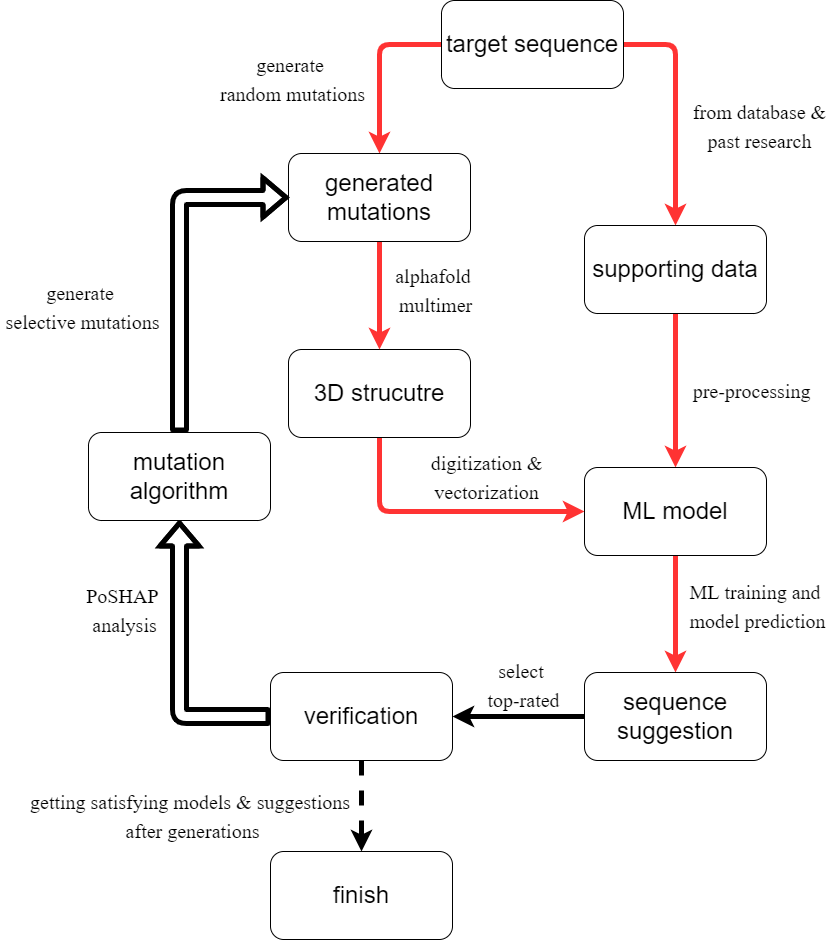 target sequence
generate
random mutations
from database &
past research
generated
mutations
supporting data
alphafold
multimer
generate
selective mutations
3D strucutre
pre-processing
mutation
algorithm
digitization &
vectorization
ML model
PoSHAP
analysis
ML training and
model prediction
select
top-rated
verification
sequence
suggestion
getting satisfying models & suggestions
after generations
finish